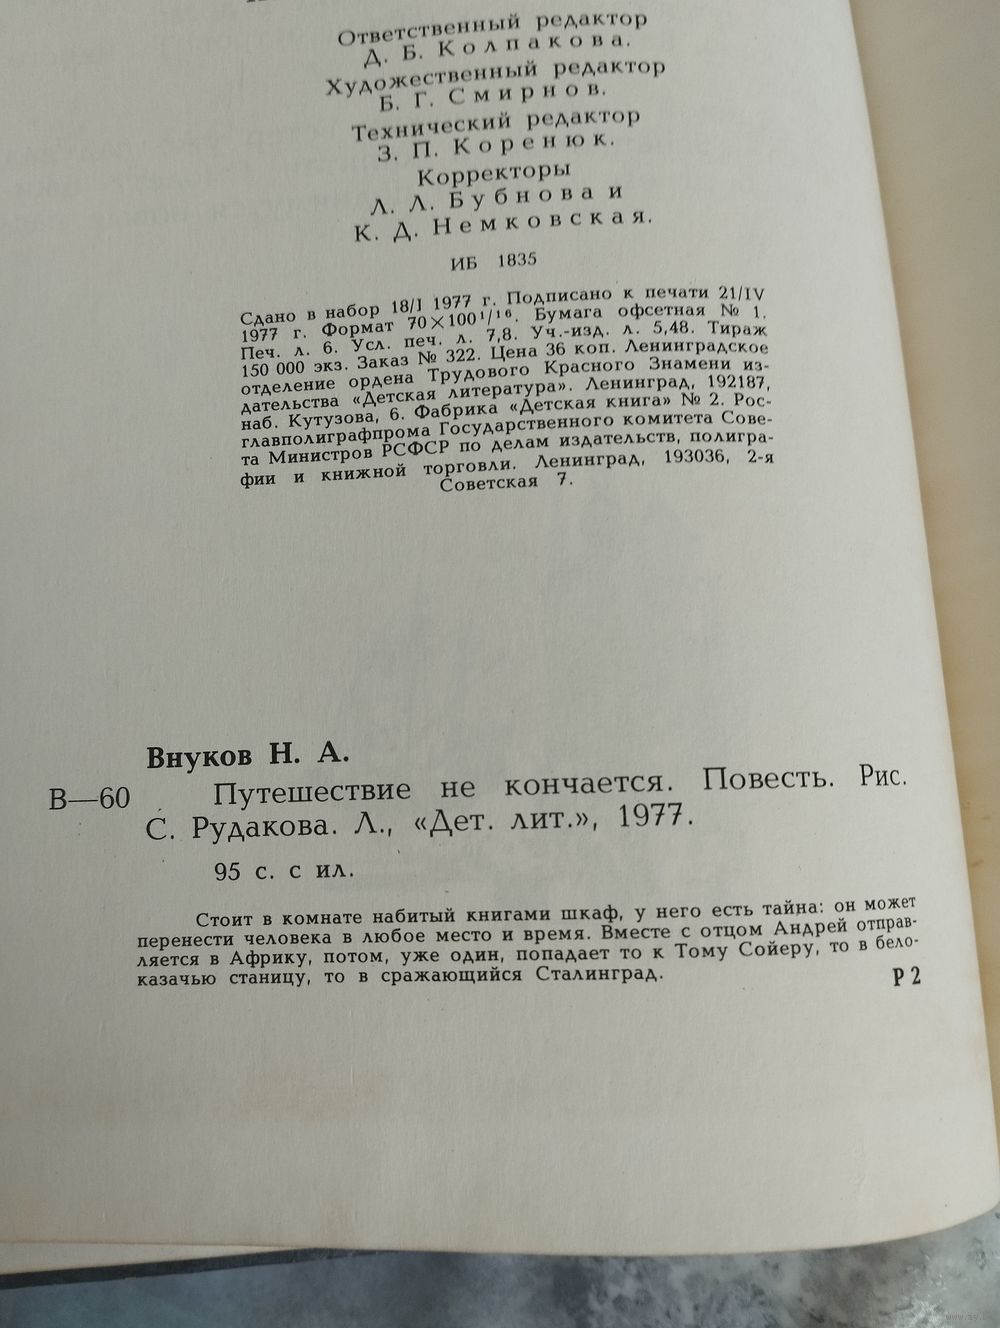 Ответственный редактор
Д. Б. Колпакова.
Художественный редактор
Б. Г. Смирнов.
Технический редактор
З. П. Коренюк.
Корректоры
Л. Л. Бубнова и
К. Д. Немковская.
ИБ 1835
Сдано в набор 18/I 1977 г. Подписано к печати 21/IV
1977 г. Формат 70×100¹/₁₆. Бумага офсетная № 1.
Печ. л. 6. Усл. печ. л. 7,8. Уч.-изд. л. 5,48. Тираж
150 000 экз. Заказ № 322. Цена 36 коп. Ленинградское
отделение ордена Трудового Красного Знамени из-
дательства «Детская литература». Ленинград, 192187,
наб. Кутузова, 6. Фабрика «Детская книга» № 2. Рос-
главполиграфпрома Государственного комитета Сове-
та Министров РСФСР по делам издательств, полигра-
фии и книжной торговли. Ленинград, 193036, 2-я
Советская 7.
Внуков Н. А.
В—60 Путешествие не кончается. Повесть. Рис.
С. Рудакова. Л., «Дет. лит.», 1977.
95 с. с ил.
Стоит в комнате набитый книгами шкаф, у него есть тайна: он может
перенести человека в любое место и время. Вместе с отцом Андрей отправ-
ляется в Африку, потом, уже один, попадает то к Тому Сойеру, то в бело-
казачью станицу, то в сражающийся Сталинград.
Р 2